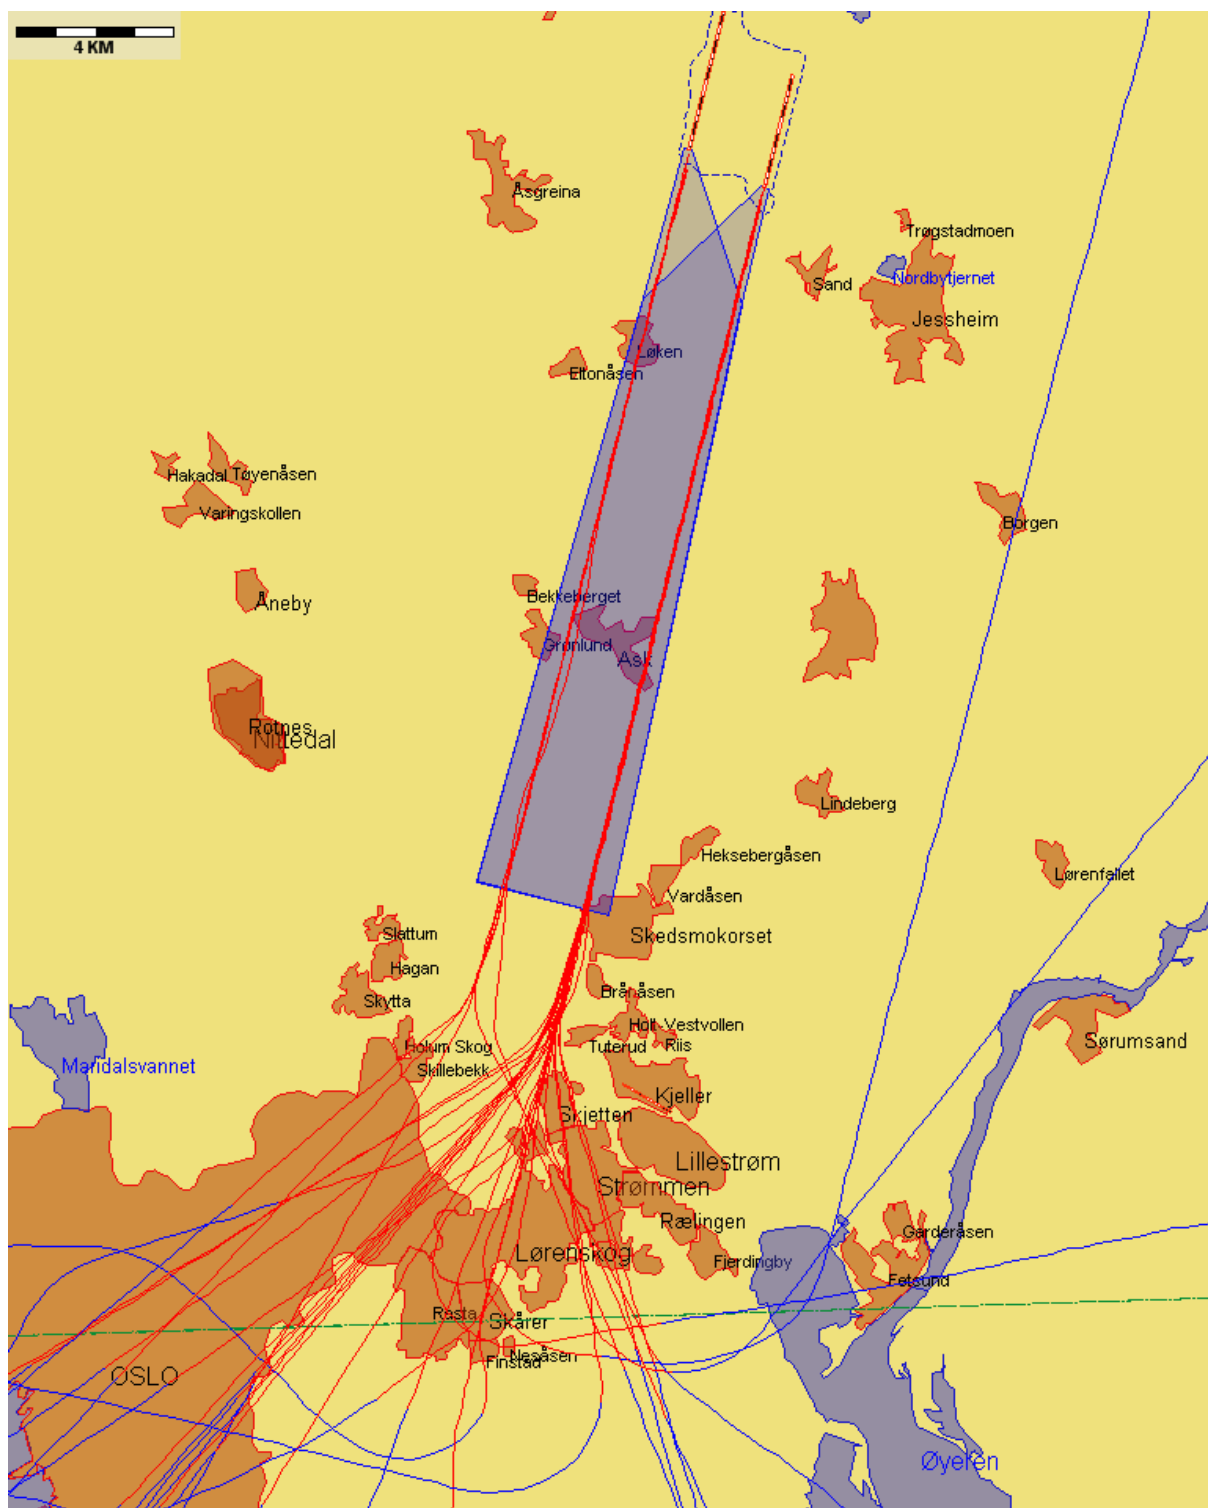 4 KM
Åsgreina
Trøgstadmoen
Nordbytjernet
Sand
Jessheim
Løken
Eltonåsen
Hakadal
Tøyenåsen
Varingskollen
Borgen
Bekkeberget
Åneby
Grønlund
Ask
Rotnes
Nittedal
Lindeberg
Heksebergåsen
Lørenfallet
Vardåsen
Slattum
Skedsmokorset
Hagan
Brånåsen
Skytta
Holt
Vestvollen
Tuterud
Riis
Sørumsand
Holum Skog
Maridalsvannet
Skillebekk
Kjeller
Skjetten
Lillestrøm
Strømmen
Rælingen
Garderåsen
Lørenskog
Fjerdingby
Fetsund
Rasta
Skårer
Nesåsen
Finstad
OSLO
Øyeren